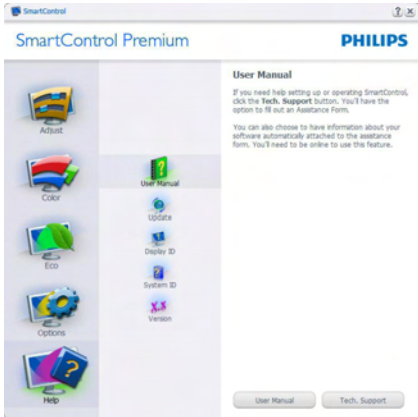 SmartControl
SmartControl Premium
PHILIPS
Adjust
Color
Eco
Options
Help
User Manual
Update
Display ID
System ID
Version
User Manual
If you need help setting up or operating SmartControl,
click the Tech. Support button. You'll have the
option to fill out an Assistance Form.
You can also choose to have information about your
software automatically attached to the assistance
form. You'll need to be online to use this feature.
User Manual
Tech. Support